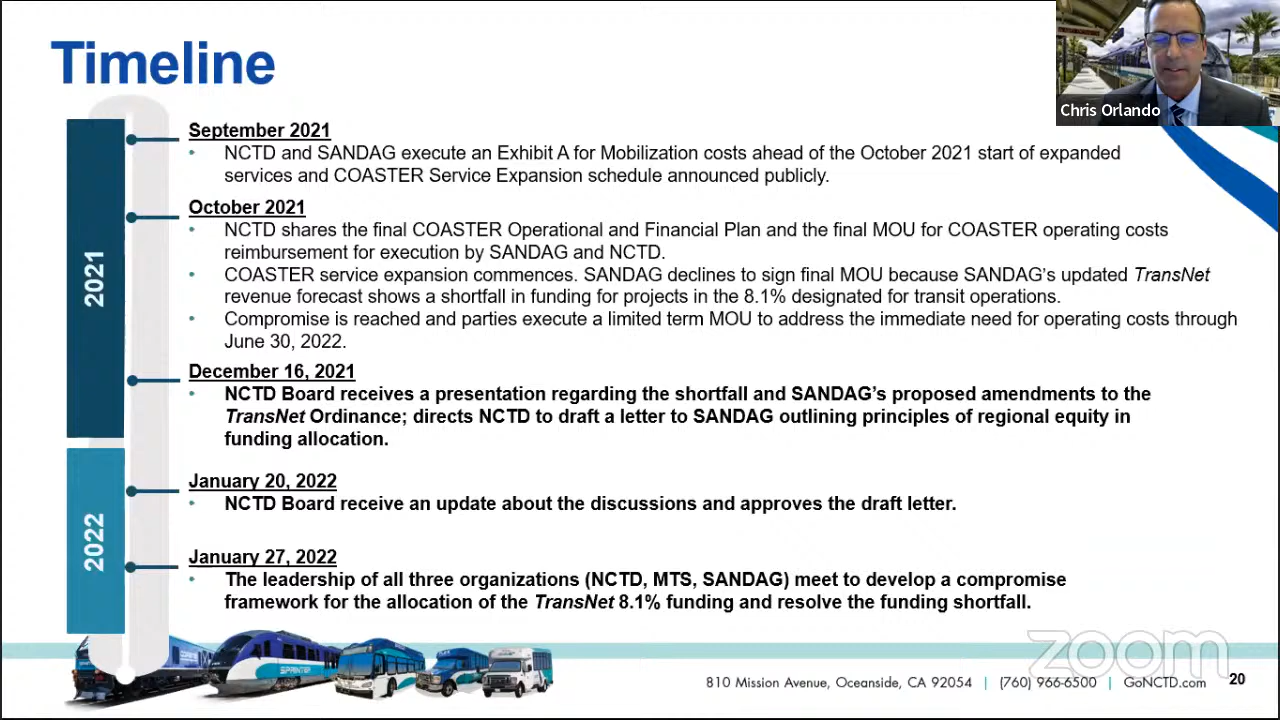 Timeline
Chris Orlando
2021
September 2021
• NCTD and SANDAG execute an Exhibit A for Mobilization costs ahead of the October 2021 start of expanded
services and COASTER Service Expansion schedule announced publicly.
October 2021
• NCTD shares the final COASTER Operational and Financial Plan and the final MOU for COASTER operating costs
reimbursement for execution by SANDAG and NCTD.
• COASTER service expansion commences. SANDAG declines to sign final MOU because SANDAG's updated TransNet
revenue forecast shows a shortfall in funding for projects in the 8.1% designated for transit operations.
• Compromise is reached and parties execute a limited term MOU to address the immediate need for operating costs through
June 30, 2022.
December 16, 2021
• NCTD Board receives a presentation regarding the shortfall and SANDAG's proposed amendments to the
TransNet Ordinance; directs NCTD to draft a letter to SANDAG outlining principles of regional equity in
funding allocation.
2022
January 20, 2022
• NCTD Board receive an update about the discussions and approves the draft letter.
January 27, 2022
• The leadership of all three organizations (NCTD, MTS, SANDAG) meet to develop a compromise
framework for the allocation of the TransNet 8.1% funding and resolve the funding shortfall.
SPRINTER
zoom
810 Mission Avenue, Oceanside, CA 92054 | (760) 966-6500 | GoNCTD.com 20